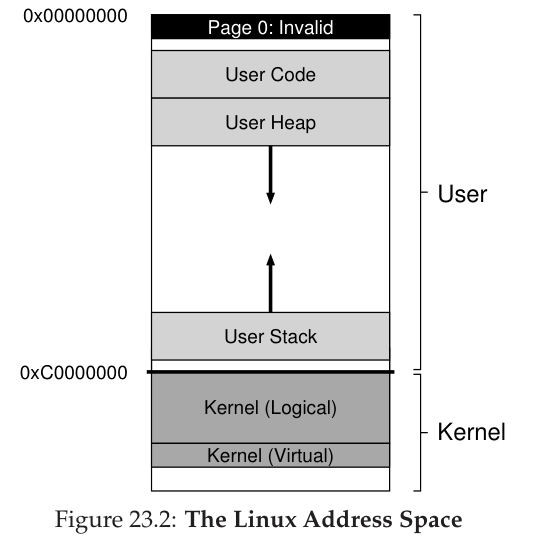 0x00000000
Page 0: Invalid
User Code
User Heap
User
User Stack
0xC0000000
Kernel (Logical)
Kernel
Kernel (Virtual)
Figure 23.2: The Linux Address Space